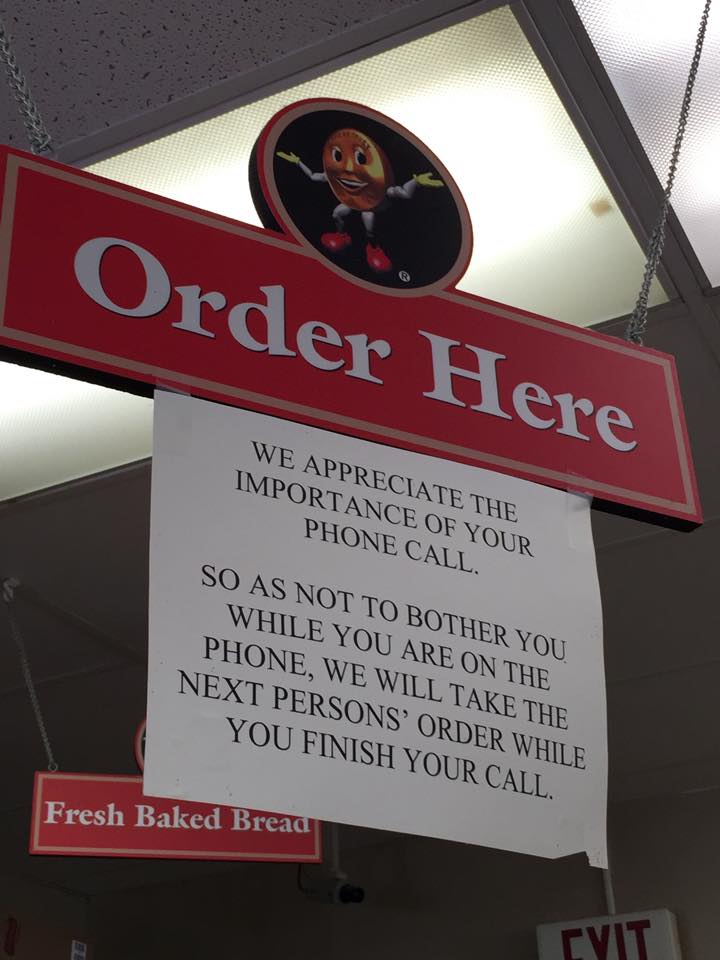 Order Here
WE APPRECIATE THE
IMPORTANCE OF YOUR
PHONE CALL.
SO AS NOT TO BOTHER YOU
WHILE YOU ARE ON THE
PHONE, WE WILL TAKE THE
NEXT PERSONS' ORDER WHILE
YOU FINISH YOUR CALL.
Fresh Baked Bread
EXIT